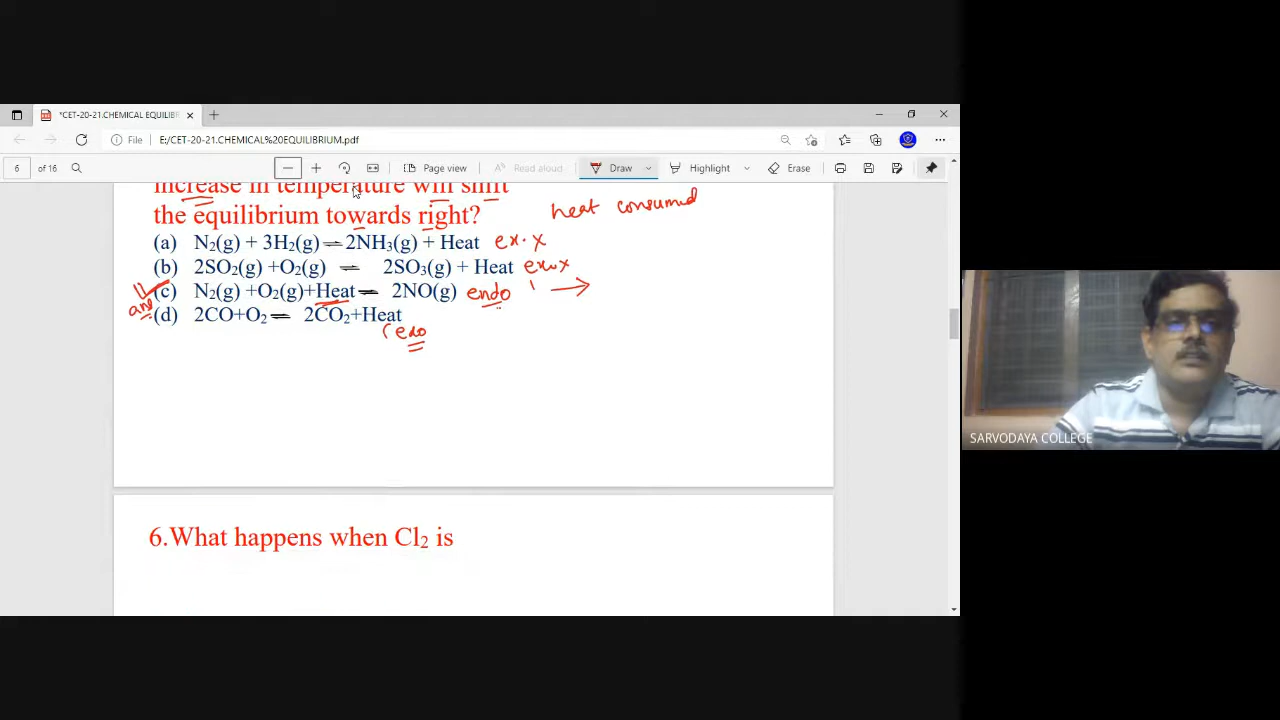 *CET-20-21.CHEMICAL EQUILIBR
File E:/CET-20-21.CHEMICAL%20EQUILIBRIUM.pdf
6 of 16 Page view Read aloud Draw Highlight Erase
increase in temperature will shift
the equilibrium towards right? heat consumed
(a) N₂(g) + 3H₂(g) ⇌ 2NH₃(g) + Heat ex. x
(b) 2SO₂(g) +O₂(g) ⇌ 2SO₃(g) + Heat exo x
(c) N₂(g) +O₂(g)+Heat ⇌ 2NO(g) endo →
ans
(d) 2CO+O₂ ⇌ 2CO₂+Heat
6.What happens when Cl₂ is
SARVODAYA COLLEGE